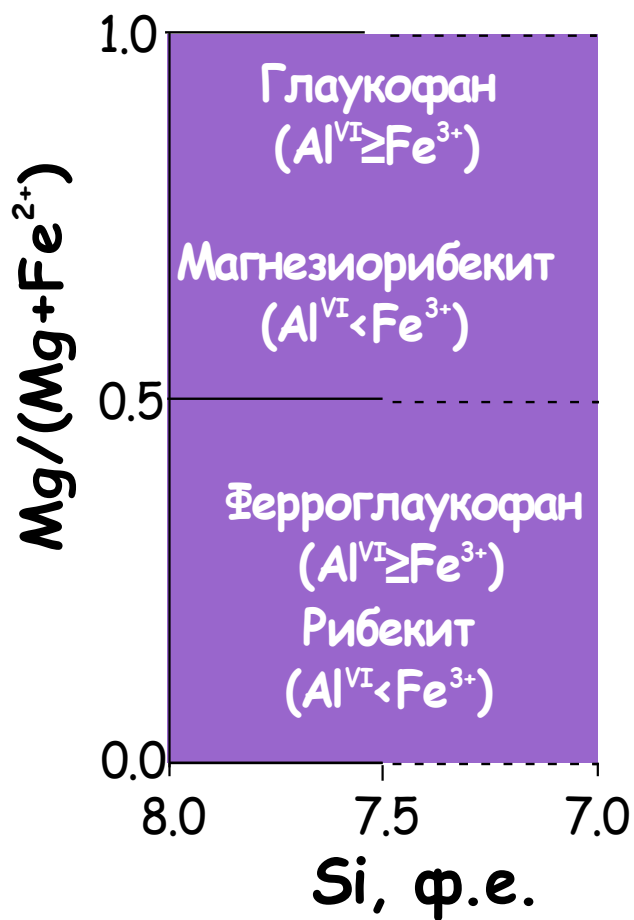 1.0
Глаукофан
(Al^VI≥Fe^3+)
Магнезиорибекит
(Al^VI<Fe^3+)
Mg/(Mg+Fe^2+)
0.5
Ферроглаукофан
(Al^VI≥Fe^3+)
Рибекит
(Al^VI<Fe^3+)
0.0
8.0 7.5 7.0
Si, ф.е.